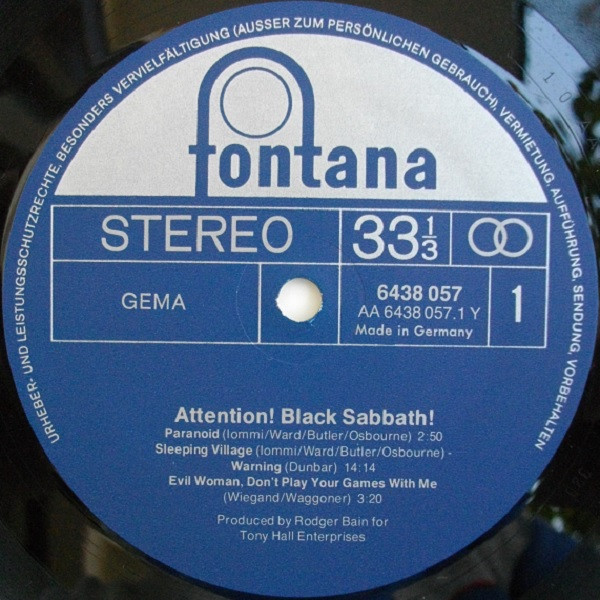 URHEBER- UND LEISTUNGSSCHUTZRECHTE, BESONDERS VERVIELFÄLTIGUNG (AUSSER ZUM PERSÖNLICHEN GEBRAUCH), VERMIETUNG, AUFFÜHRUNG, SENDUNG, VORBEHALTEN
fontana
STEREO
33 1/3
GEMA
6438 057
AA 6438 057.1 Y
Made in Germany
1
Attention! Black Sabbath!
Paranoid (Iommi/Ward/Butler/Osbourne) 2:50
Sleeping Village (Iommi/Ward/Butler/Osbourne) -
Warning (Dunbar) 14:14
Evil Woman, Don't Play Your Games With Me
(Wiegand/Waggoner) 3:20
Produced by Rodger Bain for
Tony Hall Enterprises